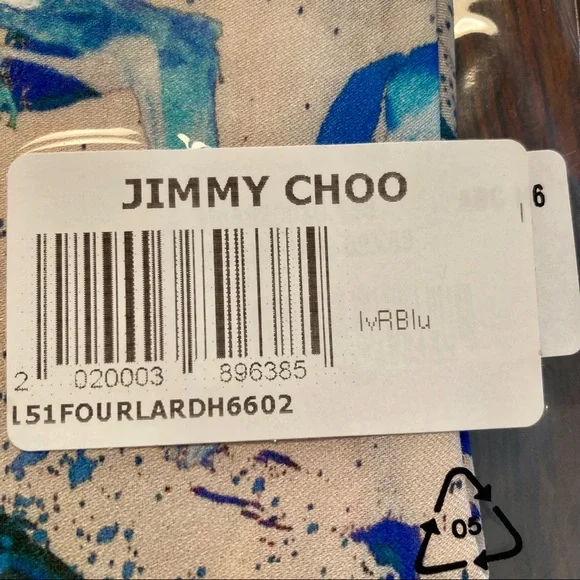 JIMMY CHOO
6
IvRBlu
2 020003 896385
L51FOURLARDH6602
05